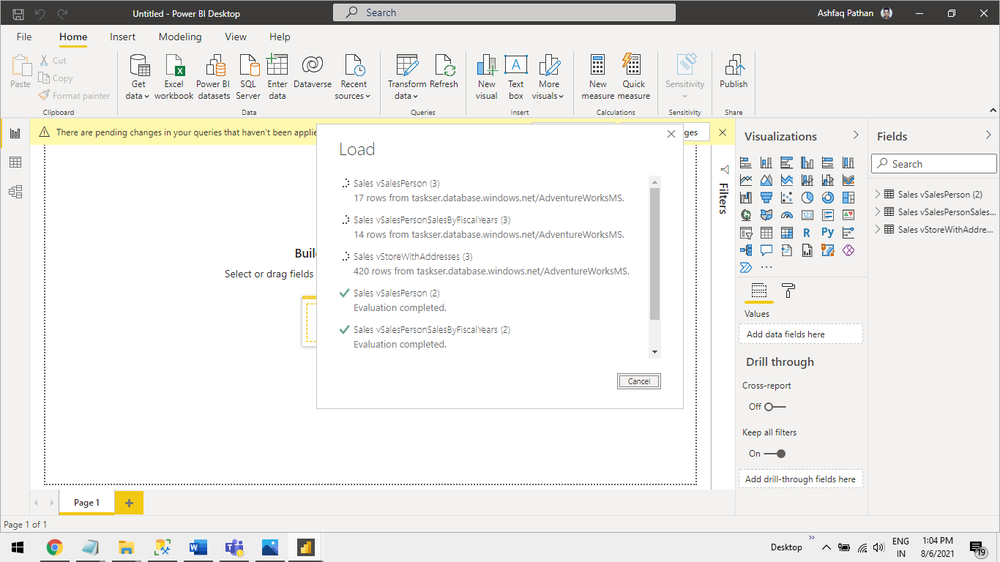 Untitled - Power BI Desktop
Search
Ashfaq Pathan
File Home Insert Modeling View Help
Paste
Cut
Copy
Format painter
Clipboard
Get data
Excel workbook
Power BI datasets
SQL Server
Enter data
Dataverse
Recent sources
Data
Transform data
Refresh
Queries
New visual
Text box
More visuals
Insert
New measure
Quick measure
Calculations
Sensitivity
Sensitivity
Publish
Share
There are pending changes in your queries that haven't been applie
ges
Load
Sales vSalesPerson (3)
17 rows from taskser.database.windows.net/AdventureWorksMS.
Sales vSalesPersonSalesByFiscalYears (3)
14 rows from taskser.database.windows.net/AdventureWorksMS.
Sales vStoreWithAddresses (3)
420 rows from taskser.database.windows.net/AdventureWorksMS.
Sales vSalesPerson (2)
Evaluation completed.
Sales vSalesPersonSalesByFiscalYears (2)
Evaluation completed.
Cancel
Buil
Select or drag fields
Filters
Visualizations
123
R
Py
Values
Add data fields here
Drill through
Cross-report
Off
Keep all filters
On
Add drill-through fields here
Fields
Search
Sales vSalesPerson (2)
Sales vSalesPersonSales...
Sales vStoreWithAddre...
Page 1
Page 1 of 1
Desktop
ENG
IN
1:04 PM
8/6/2021
19